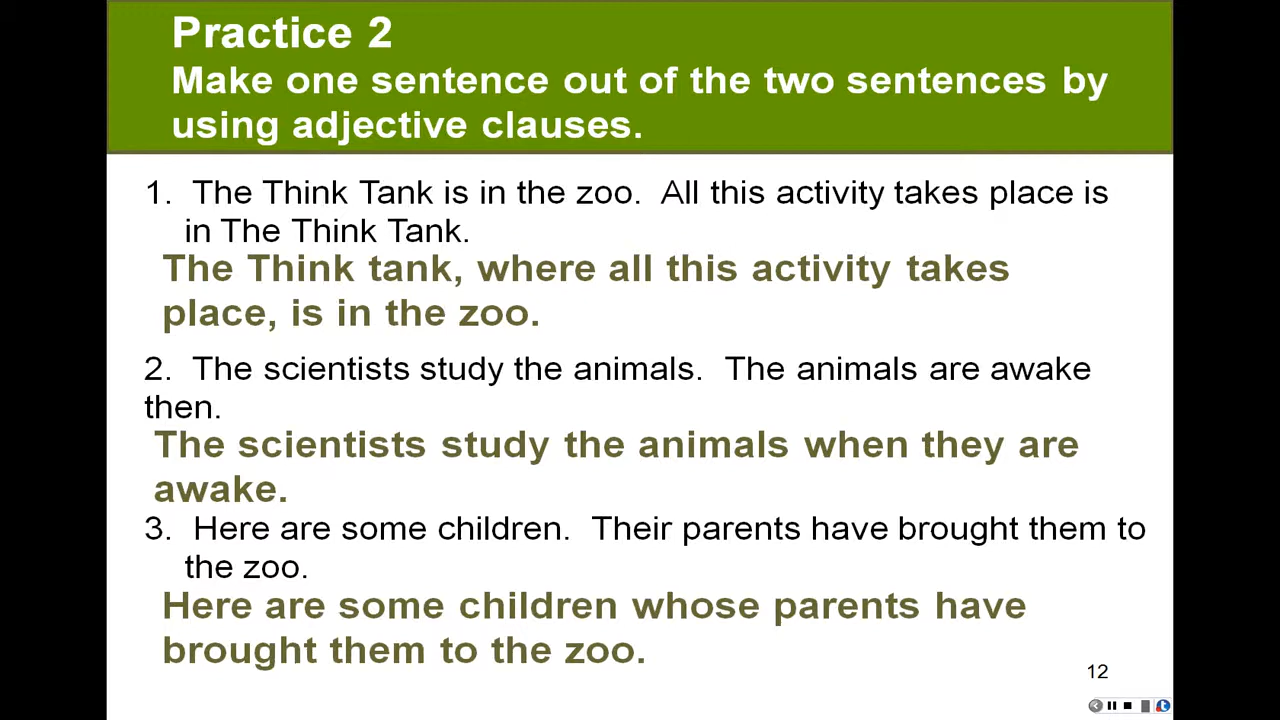 Practice 2
Make one sentence out of the two sentences by
using adjective clauses.
1. The Think Tank is in the zoo. All this activity takes place is
in The Think Tank.
The Think tank, where all this activity takes
place, is in the zoo.
2. The scientists study the animals. The animals are awake
then.
The scientists study the animals when they are
awake.
3. Here are some children. Their parents have brought them to
the zoo.
Here are some children whose parents have
brought them to the zoo.
12